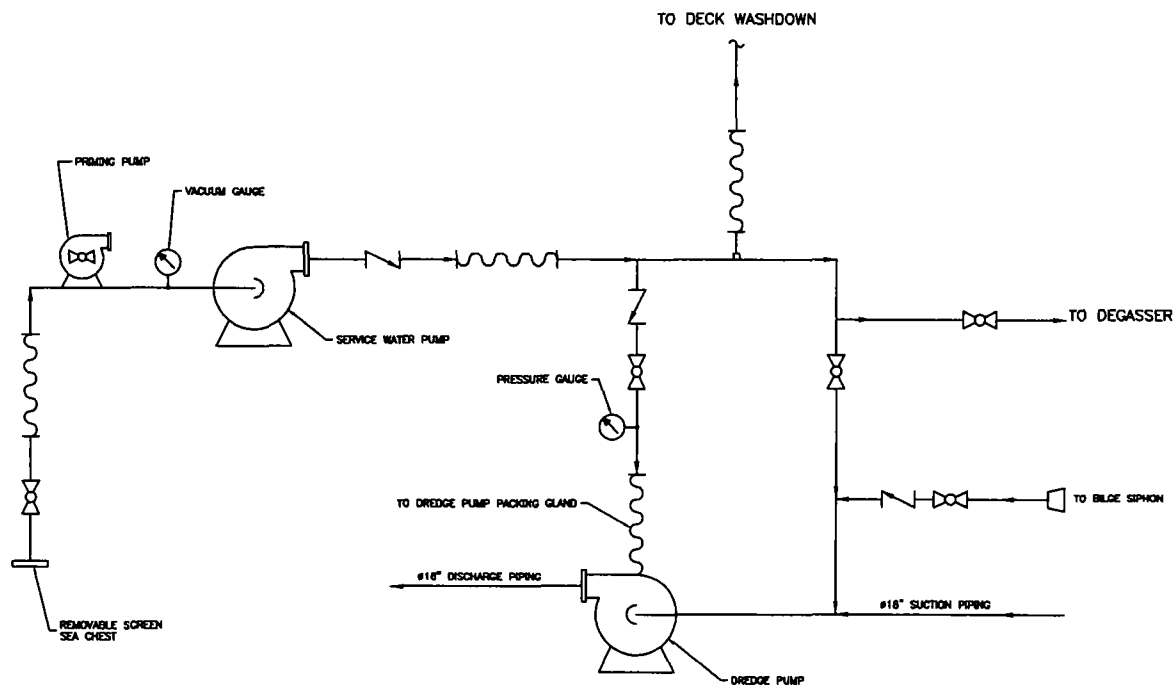 TO DECK WASHDOWN
PRIMING PUMP
VACUUM GAUGE
SERVICE WATER PUMP
TO DEGASSER
PRESSURE GAUGE
TO DREDGE PUMP PACKING GLAND
TO BILGE SIPHON
ø18" DISCHARGE PIPING
ø18" SUCTION PIPING
REMOVABLE SCREEN
SEA CHEST
DREDGE PUMP